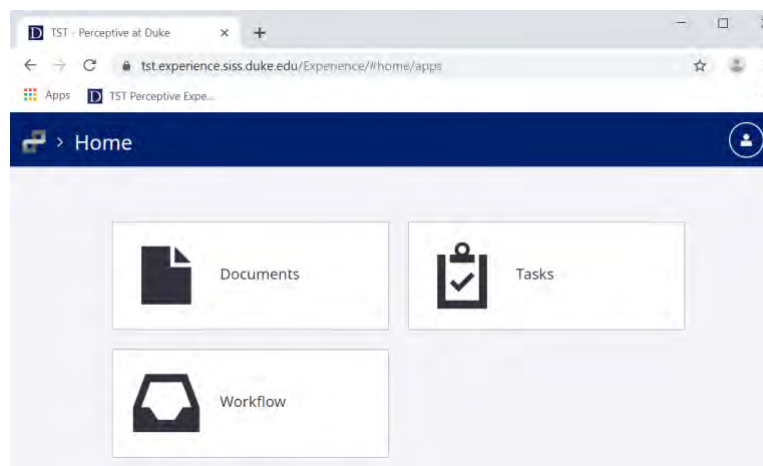 D TST - Perceptive at Duke
tst.experience.siss.duke.edu/Experience/#home/apps
Apps D TST Perceptive Expe...
> Home
Documents
Tasks
Workflow